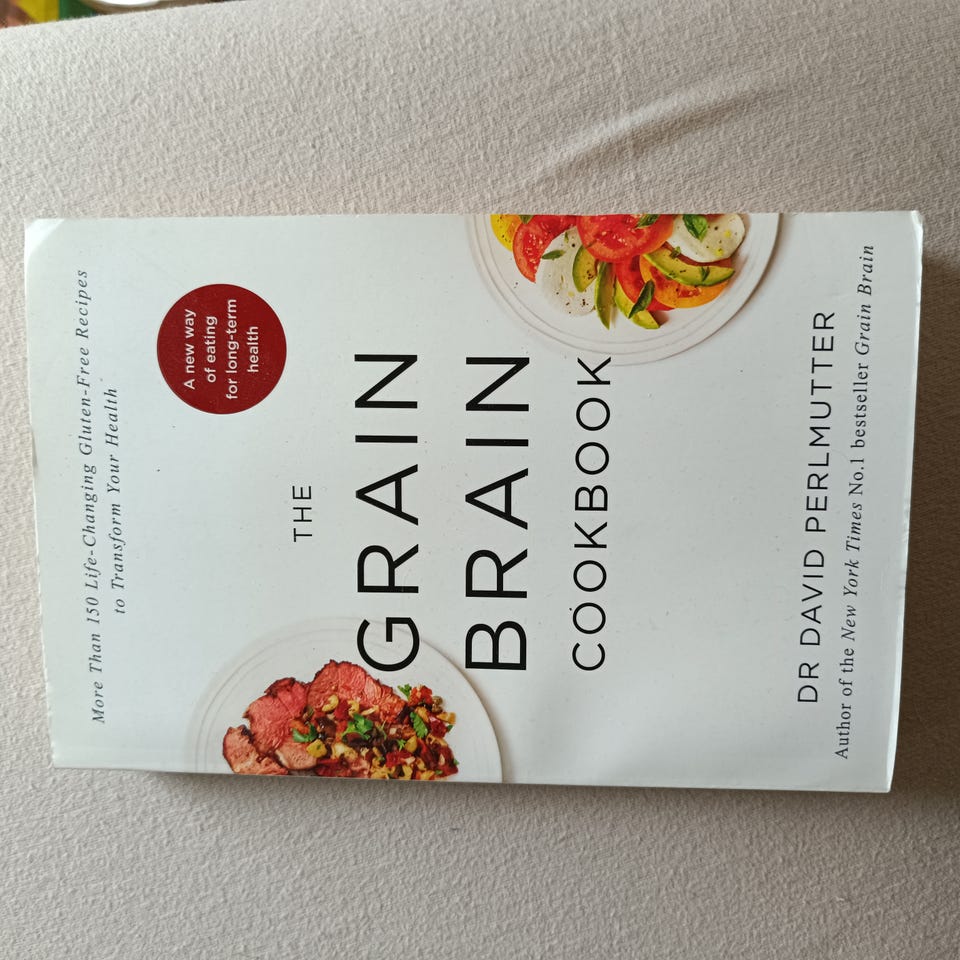 More Than 150 Life-Changing Gluten-Free Recipes
to Transform Your Health
A new way
of eating
for long-term
health
THE
GRAIN
BRAIN
COOKBOOK
DR DAVID PERLMUTTER
Author of the New York Times No.1 bestseller Grain Brain